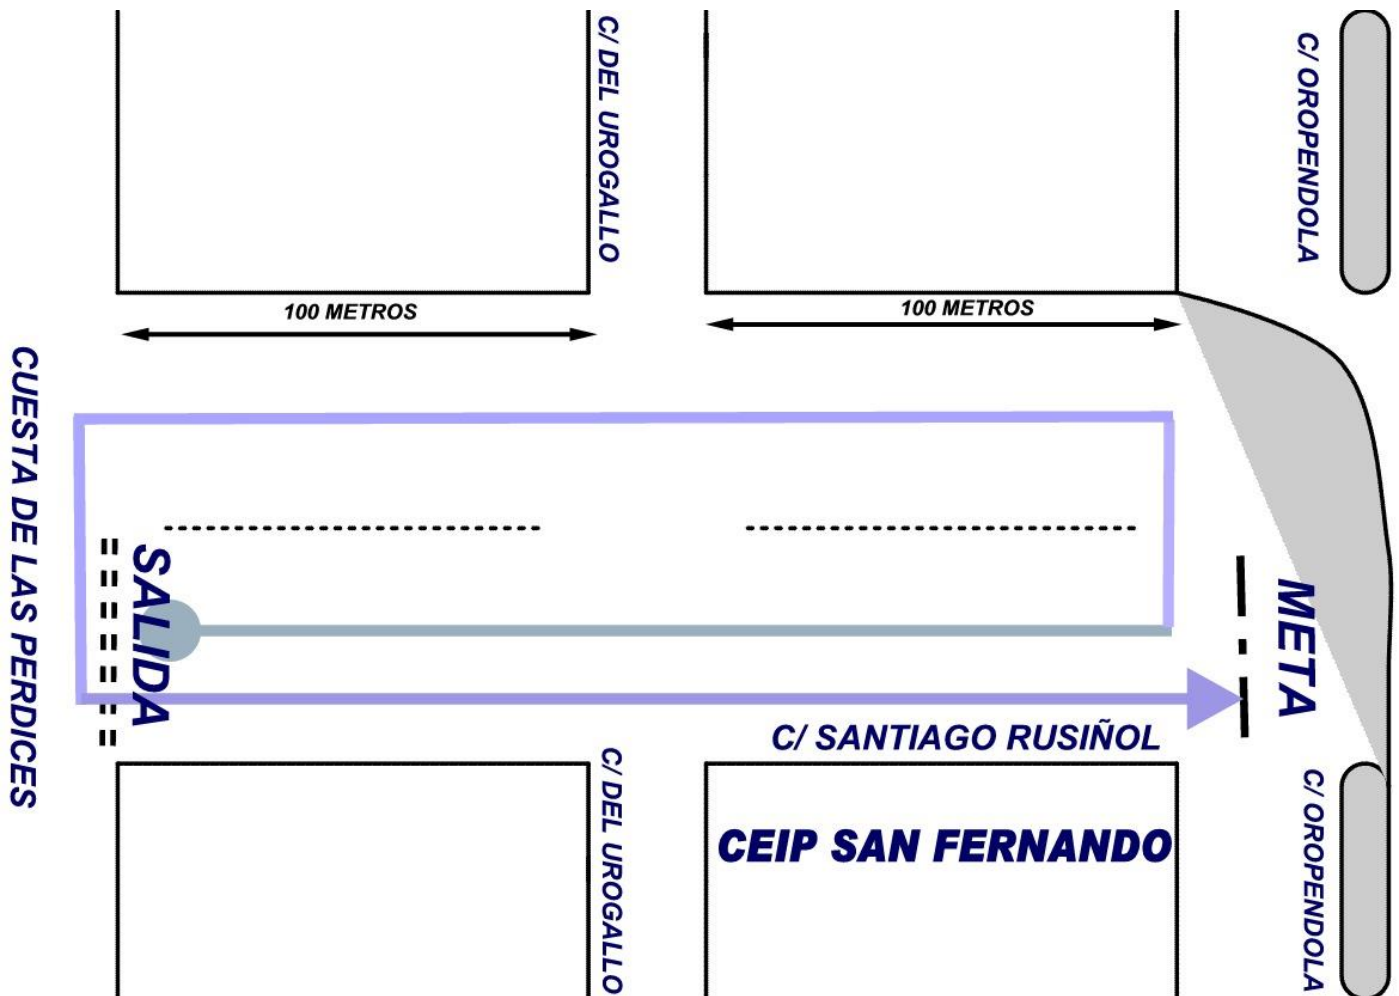 C/ DEL UROGALLO
C/ OROPENDOLA
100 METROS
100 METROS
CUESTA DE LAS PERDICES
SALIDA
META
C/ SANTIAGO RUSIÑOL
C/ DEL UROGALLO
CEIP SAN FERNANDO
C/ OROPENDOLA